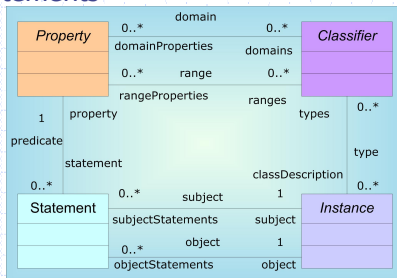 tements
domain
Property
0..*
0..*
Classifier
domainProperties
domains
0..*
range
0..*
rangeProperties
ranges
1
property
types
0..*
predicate
type
statement
classDescription
0..*
0..*
subject
1
0..*
Statement
subjectStatements
subject
Instance
object
1
0..*
objectStatements
object